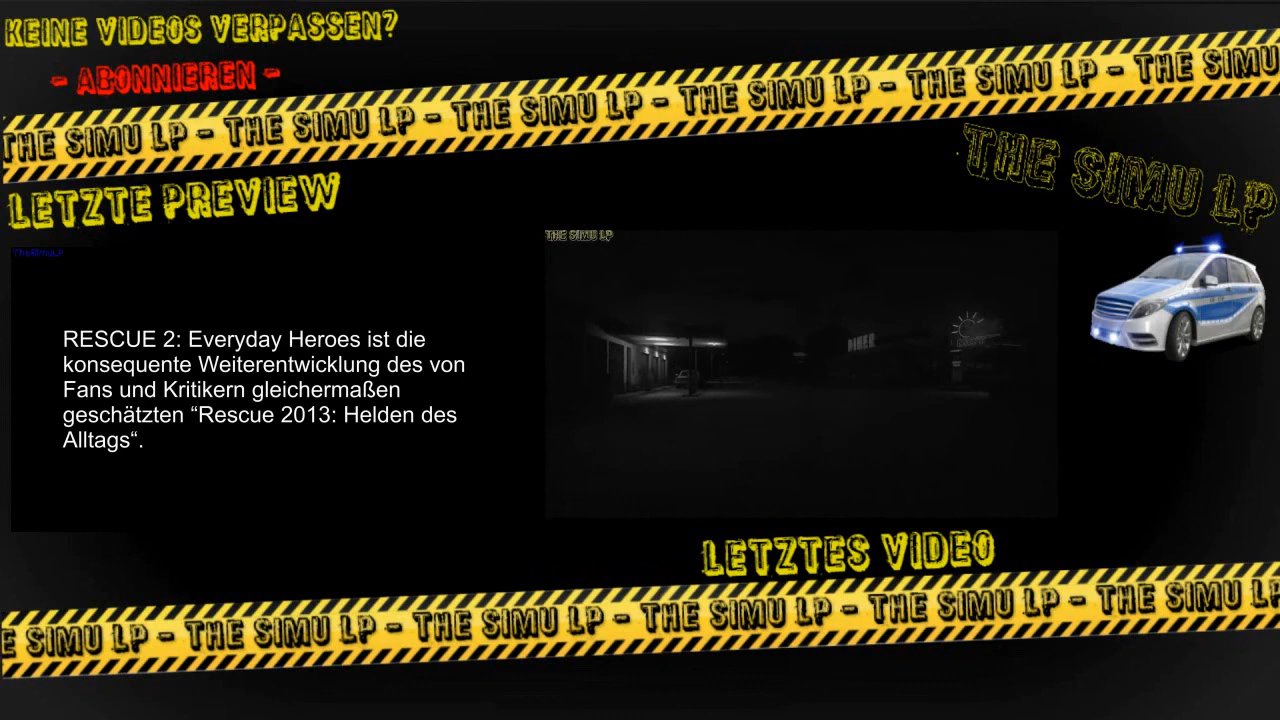 KEINE VIDEOS VERPASSEN?
- ABONNIEREN -
THE SIMU LP - THE SIMU LP - THE SIMU LP - THE SIMU LP - THE SIMU LP - THE SIMU
LETZTE PREVIEW
THE SIMU LP
TheSimuLP
THE SIMU LP
DINER
RESCUE 2: Everyday Heroes ist die
konsequente Weiterentwicklung des von
Fans und Kritikern gleichermaßen
geschätzten “Rescue 2013: Helden des
Alltags“.
LETZTES VIDEO
E SIMU LP - THE SIMU LP - THE SIMU LP - THE SIMU LP - THE SIMU LP - THE SIMU LP